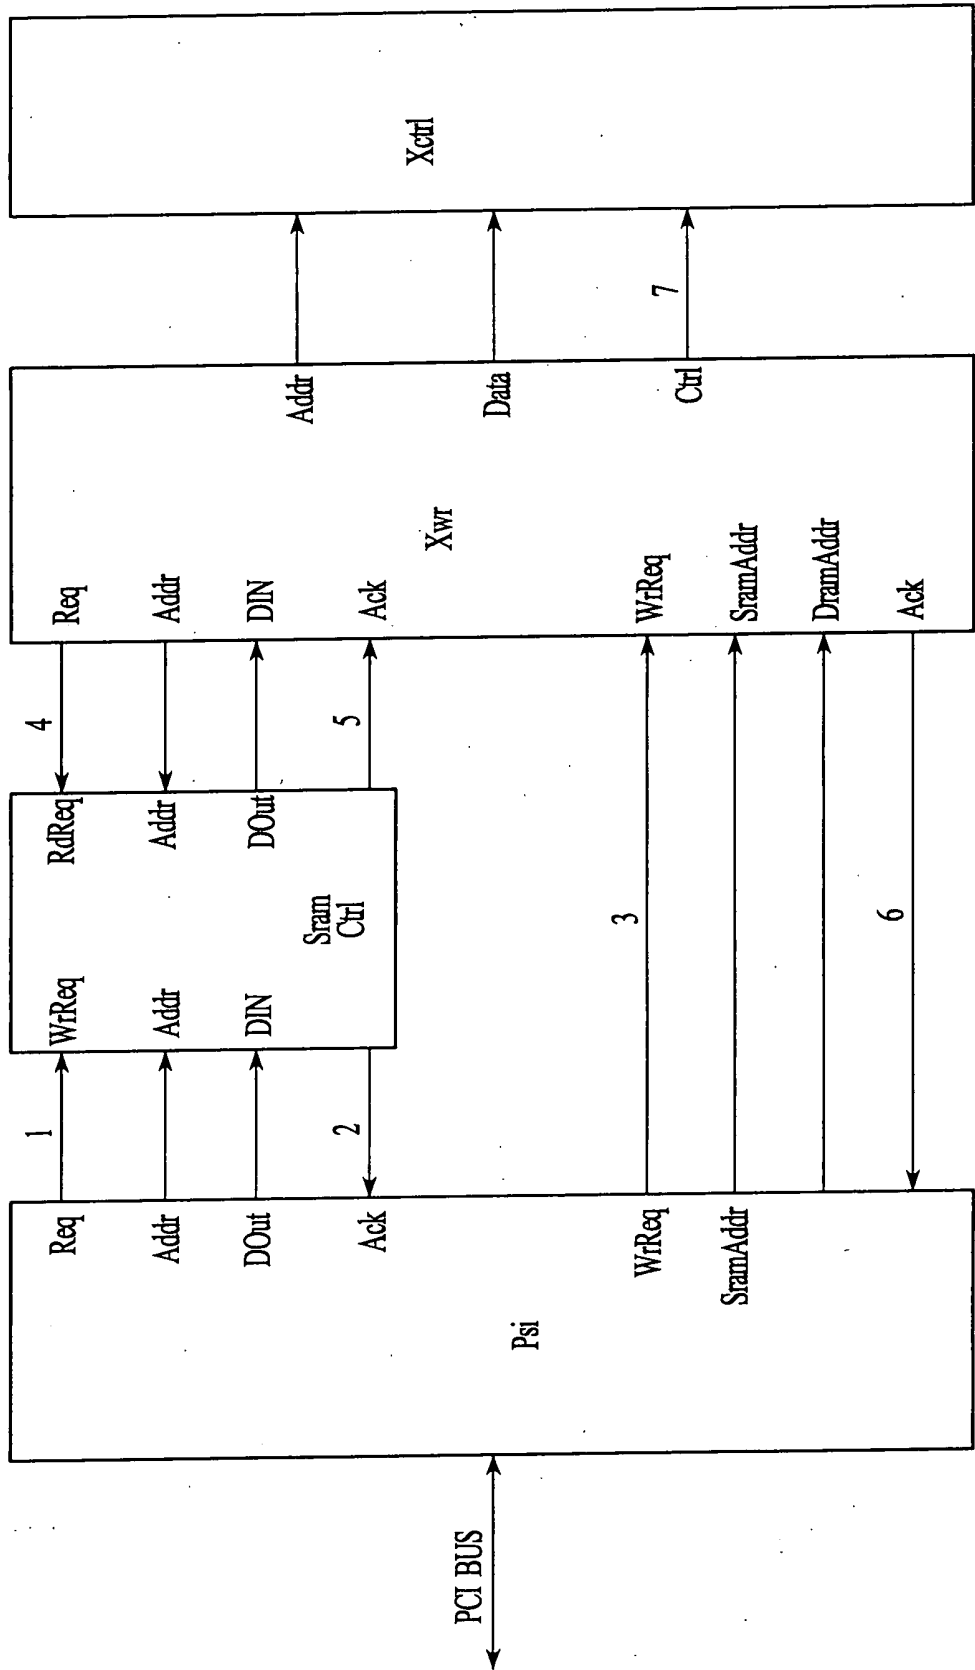 PCI BUS
Psi
Req
Addr
DOut
Ack
WrReq
SramAddr
1
2
3
6
WrReq
Addr
DIN
Sram
Ctrl
RdReq
Addr
DOut
4
5
Req
Addr
DIN
Ack
WrReq
SramAddr
DramAddr
Ack
Xwr
Addr
Data
Ctrl
7
Xctrl